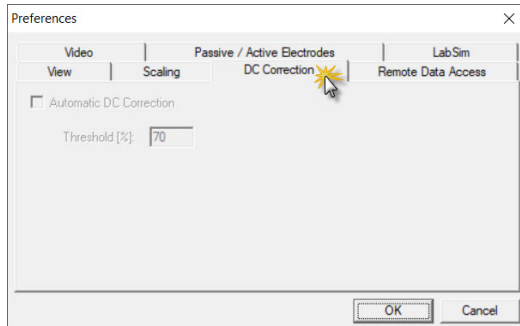 Preferences
Video Passive / Active Electrodes LabSim
View Scaling DC Correction Remote Data Access
Automatic DC Correction
Threshold [%]: 70
OK Cancel